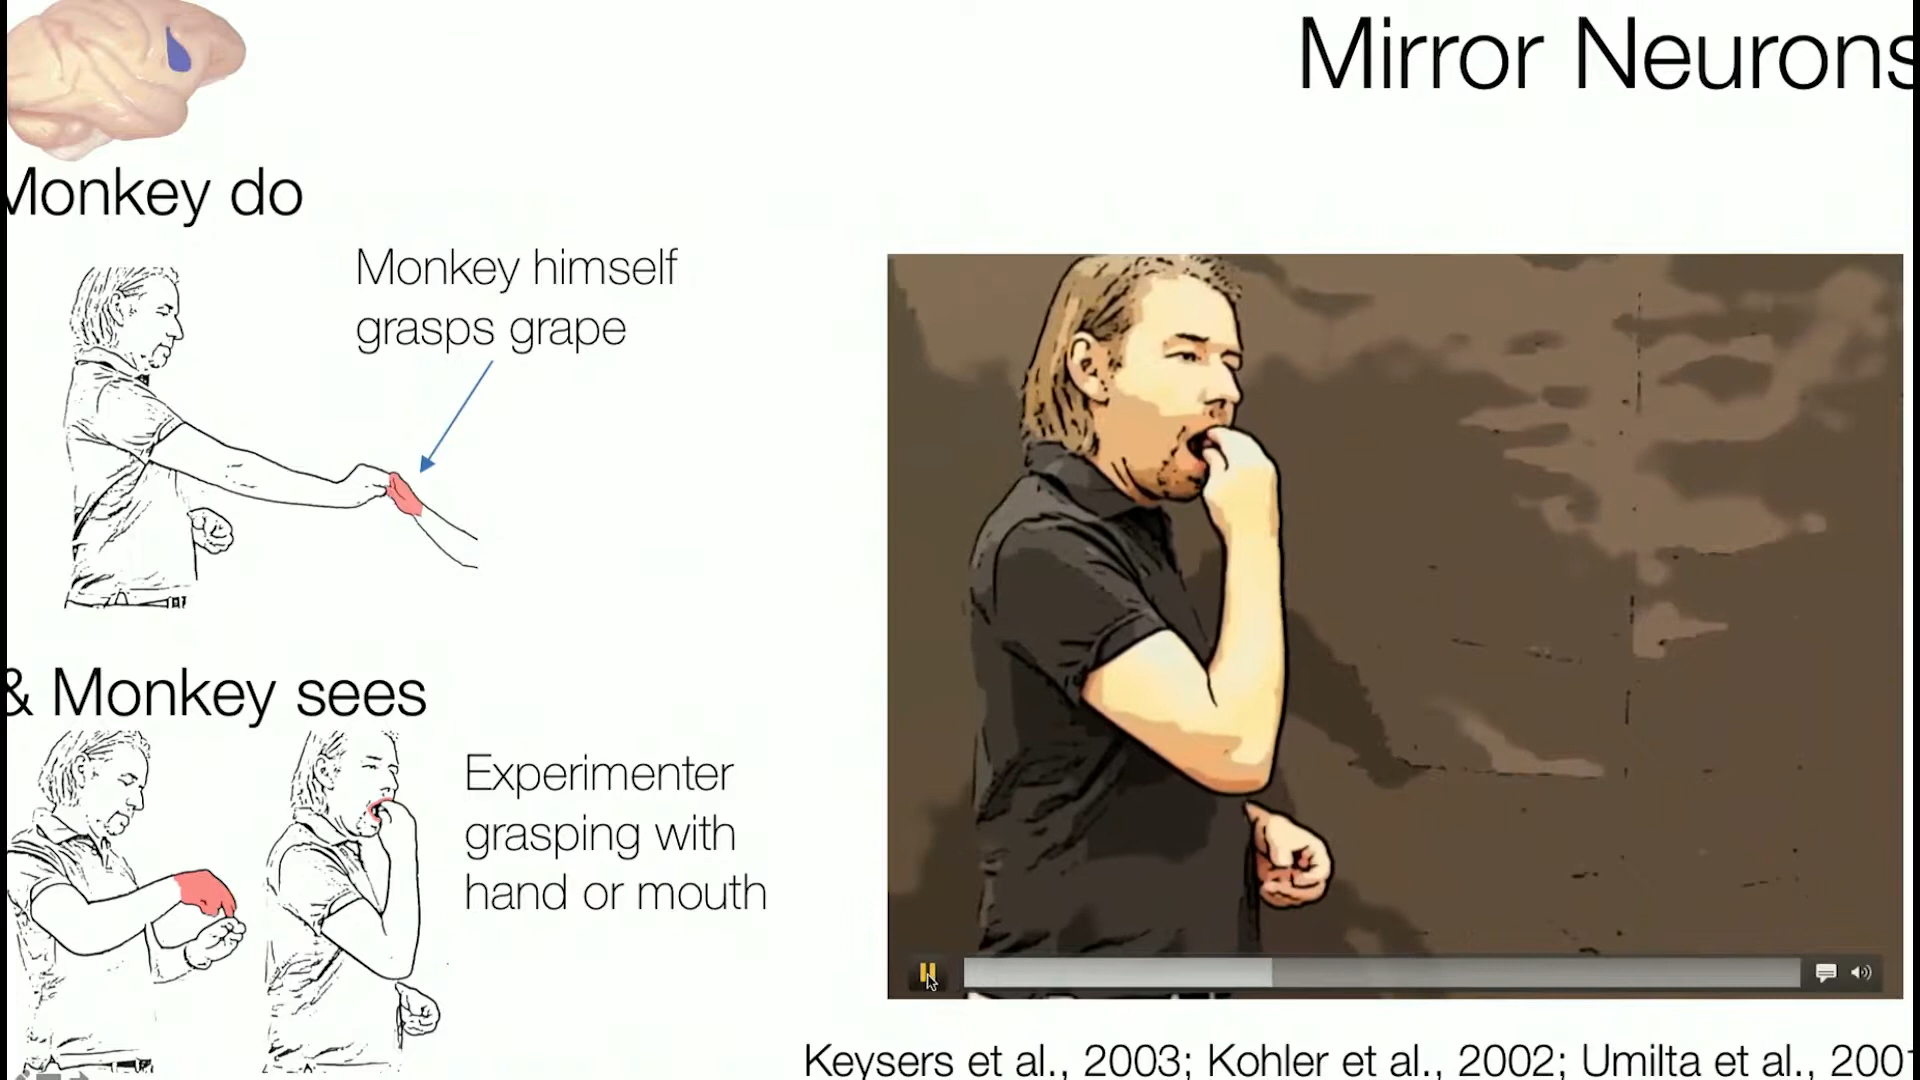 Mirror Neurons
Monkey do
Monkey himself
grasps grape
& Monkey sees
Experimenter
grasping with
hand or mouth
Keysers et al., 2003; Kohler et al., 2002; Umilta et al., 2001